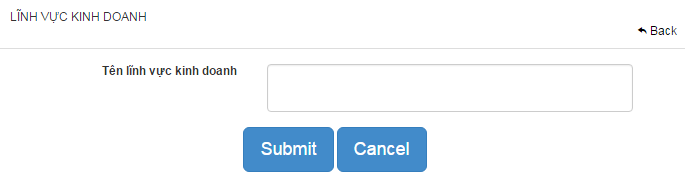 LĨNH VỰC KINH DOANH
Back
Tên lĩnh vực kinh doanh
Submit Cancel